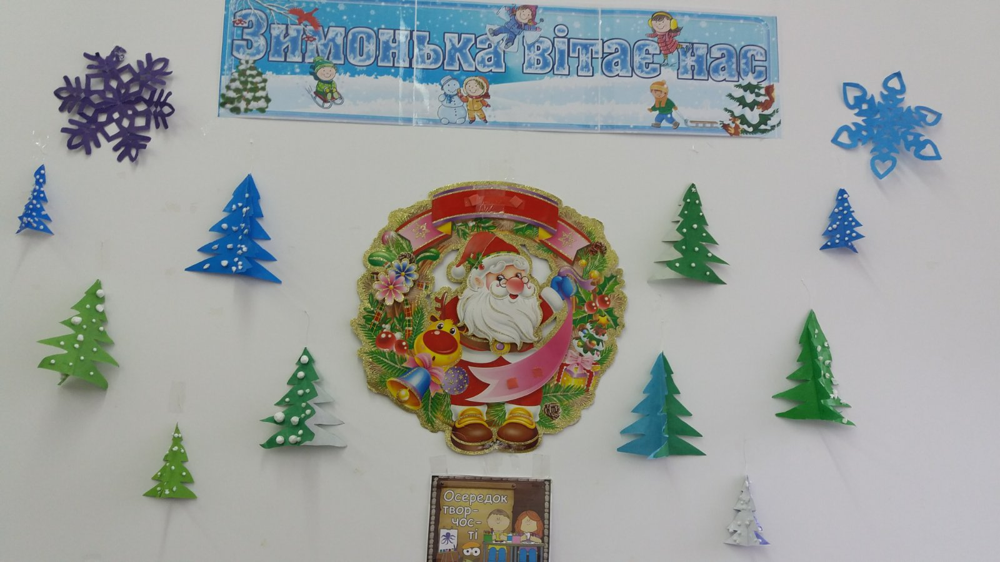 Зимонька вітає нас
Осередок
твор-
чос-
ті